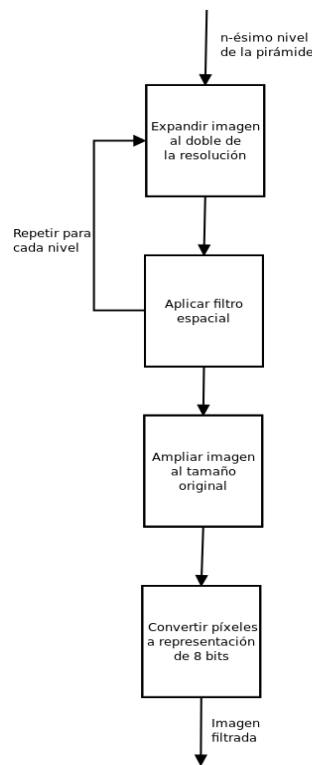 n-ésimo nivel
de la pirámide
Expandir imagen
al doble de
la resolución
Repetir para
cada nivel
Aplicar filtro
espacial
Ampliar imagen
al tamaño
original
Convertir píxeles
a representación
de 8 bits
Imagen
filtrada